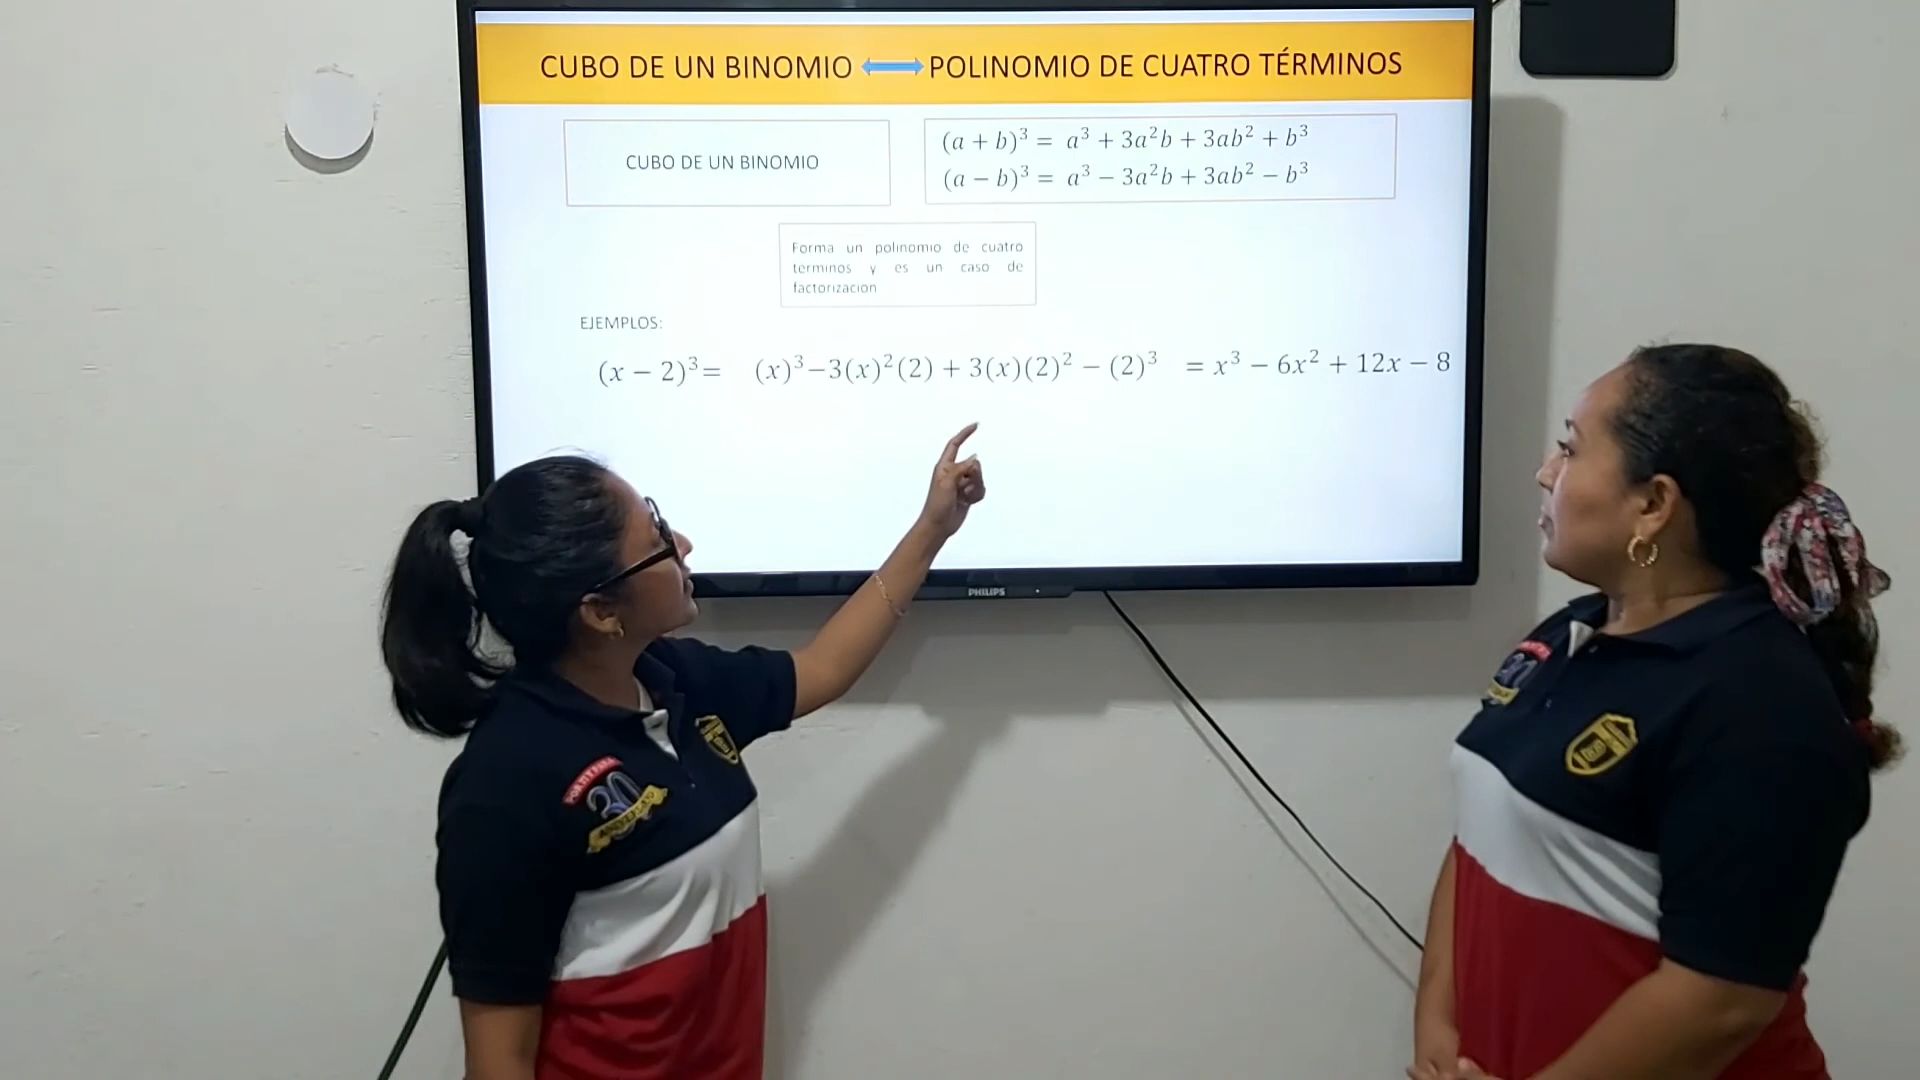 CUBO DE UN BINOMIO POLINOMIO DE CUATRO TÉRMINOS
CUBO DE UN BINOMIO
(a + b)³ = a³ + 3a²b + 3ab² + b³
(a − b)³ = a³ − 3a²b + 3ab² − b³
Forma un polinomio de cuatro
terminos y es un caso de
factorizacion
EJEMPLOS:
(x − 2)³= (x)³−3(x)²(2) + 3(x)(2)² − (2)³ = x³ − 6x² + 12x − 8
PHILIPS
30
ANIVERSARIO